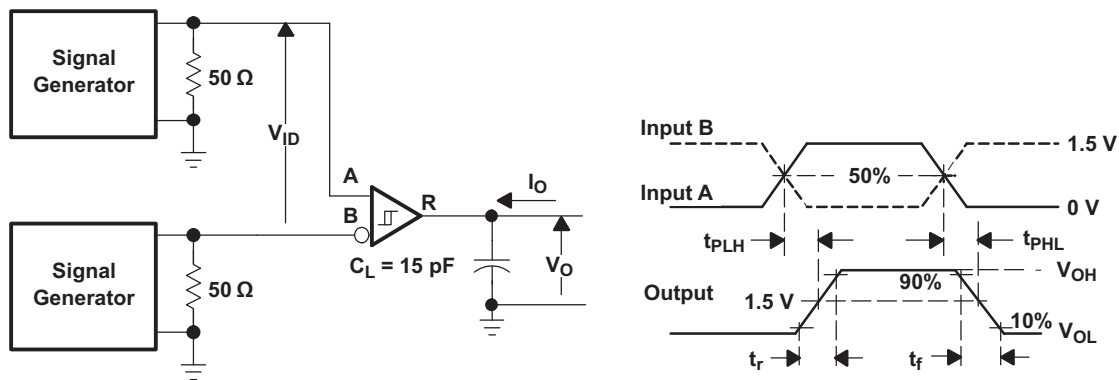 Signal
Generator
50 Ω
V_ID
Signal
Generator
50 Ω
A
B
R
I_O
C_L = 15 pF
V_O
Input B
Input A
50%
1.5 V
0 V
t_PLH
t_PHL
Output
1.5 V
90%
10%
V_OH
V_OL
t_r
t_f